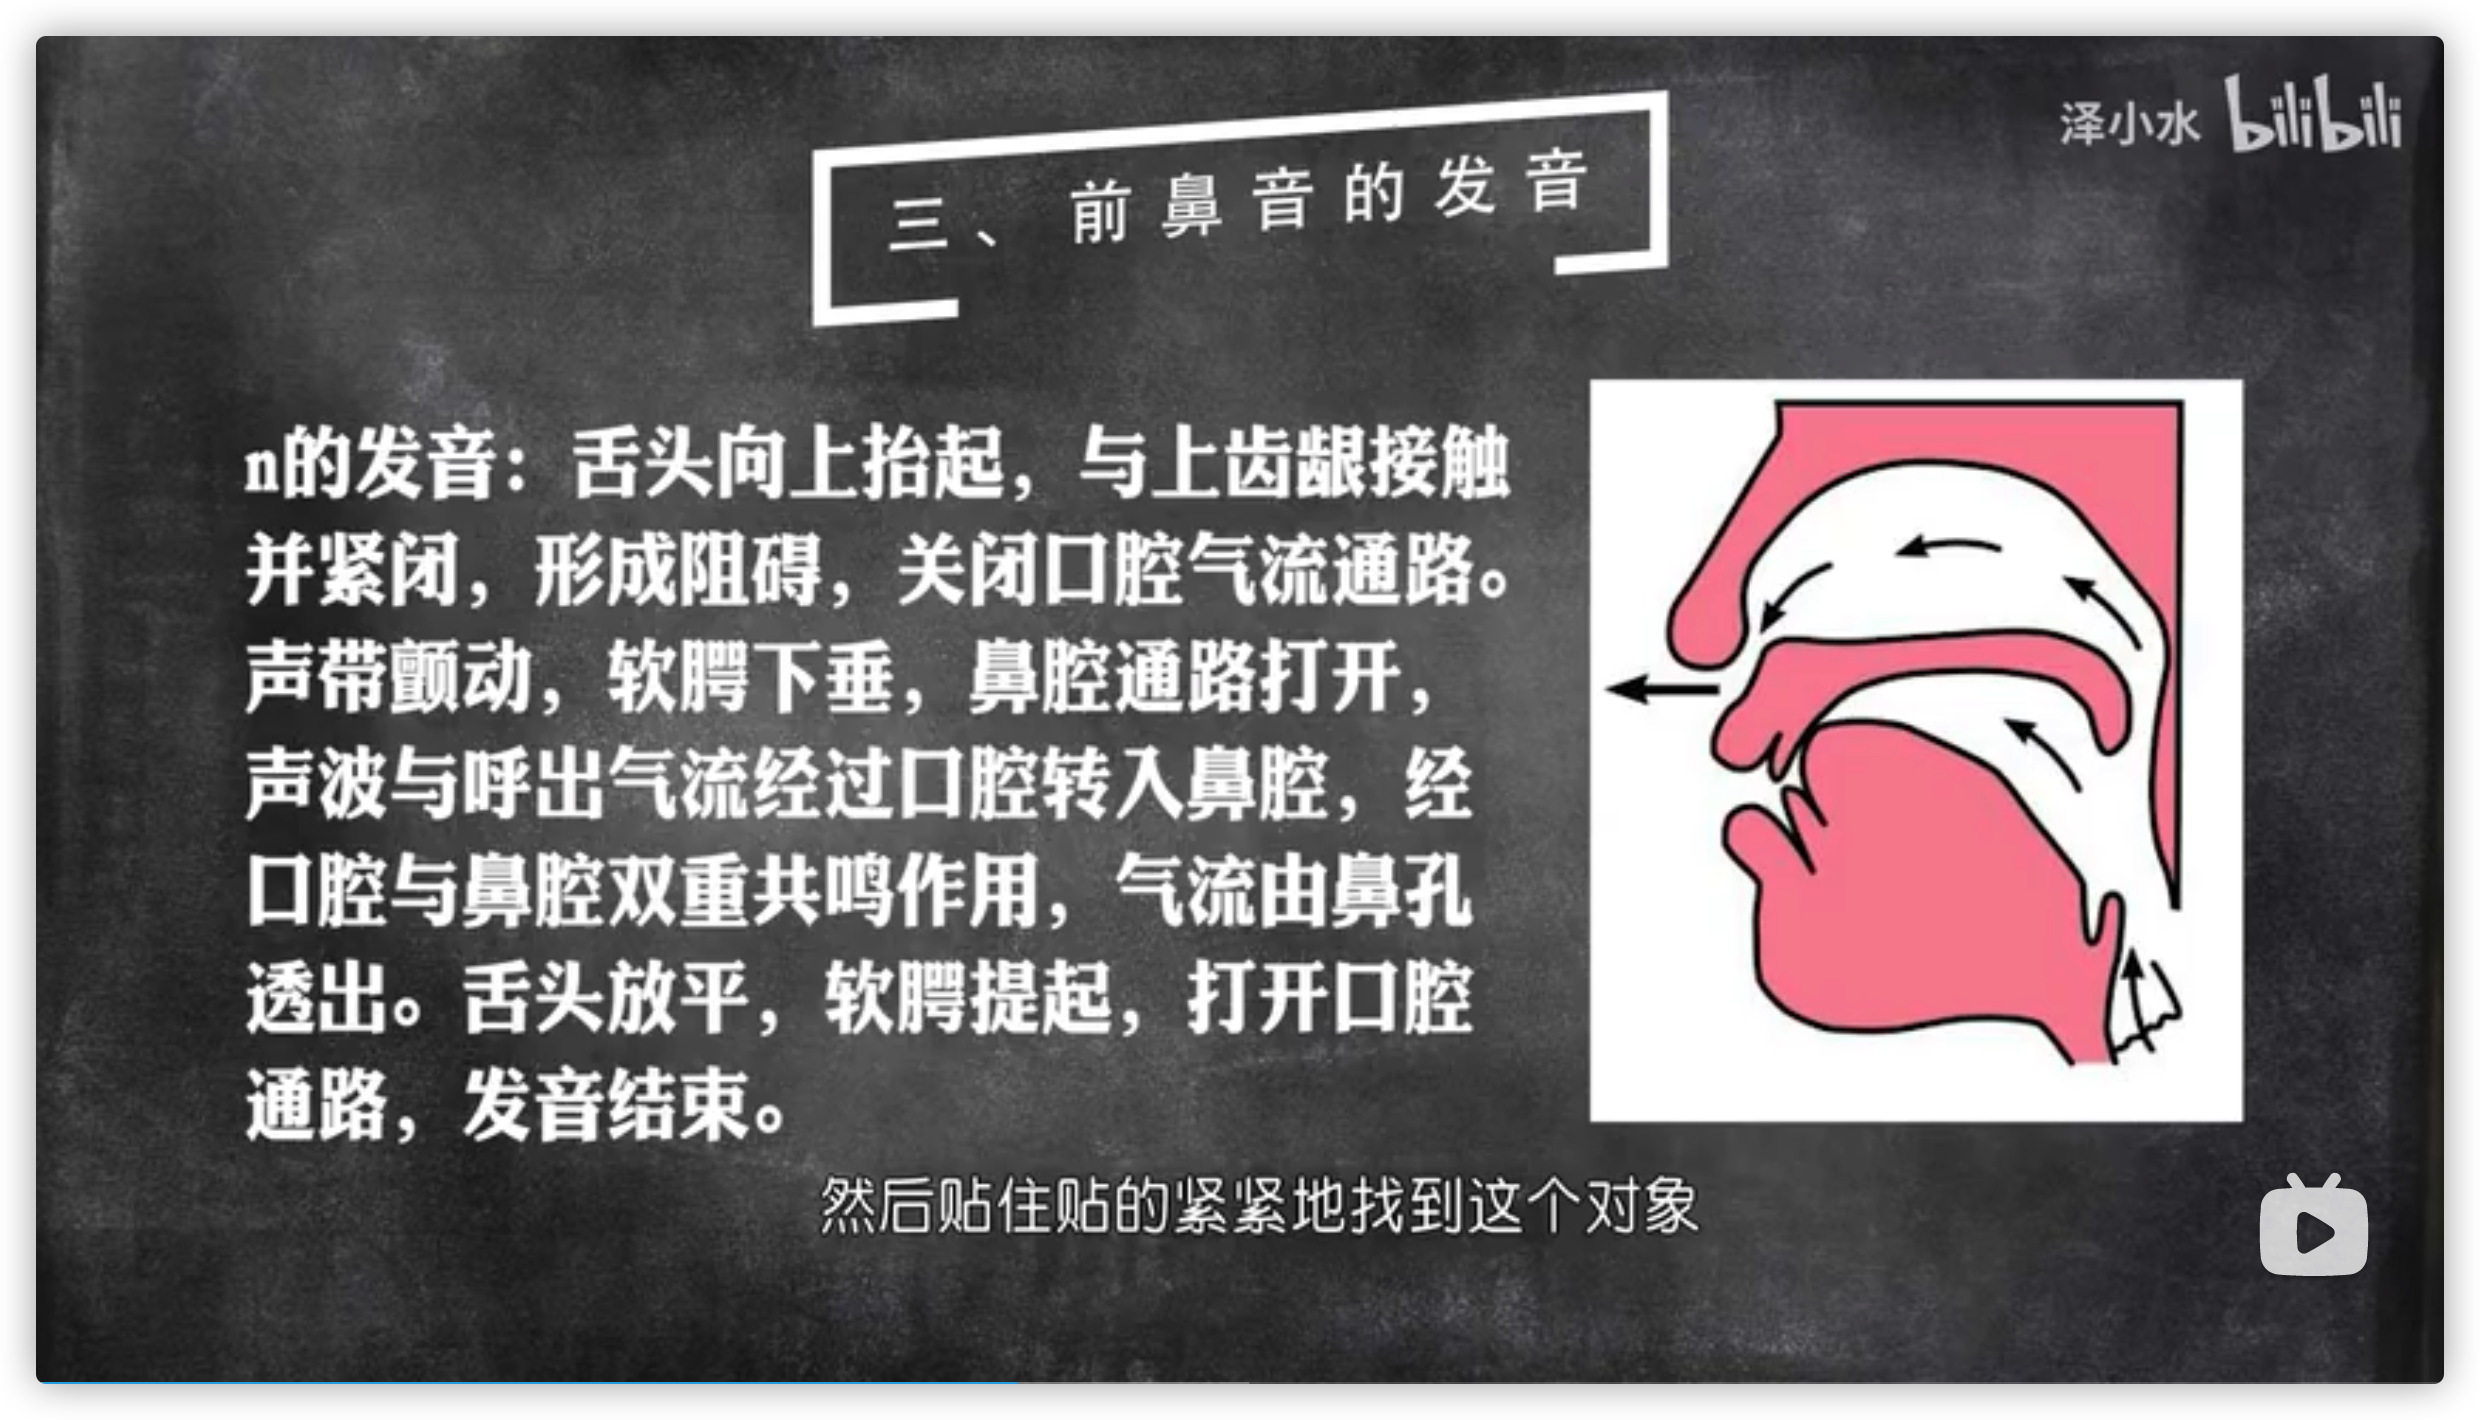 泽小水 bilibili
三、前鼻音的发音
n的发音：舌头向上抬起，与上齿龈接触
并紧闭，形成阻碍，关闭口腔气流通路。
声带颤动，软腭下垂，鼻腔通路打开，
声波与呼出气流经过口腔转入鼻腔，经
口腔与鼻腔双重共鸣作用，气流由鼻孔
透出。舌头放平，软腭提起，打开口腔
通路，发音结束。
然后贴住贴的紧紧地找到这个对象